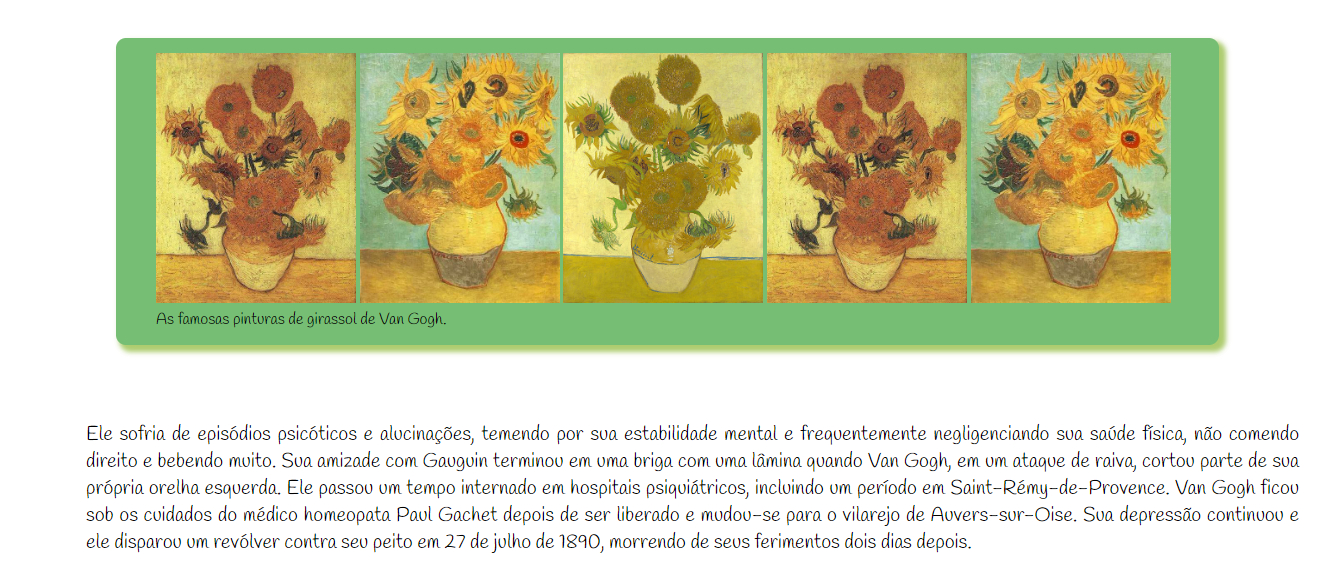 As famosas pinturas de girassol de Van Gogh.
Ele sofria de episódios psicóticos e alucinações, temendo por sua estabilidade mental e frequentemente negligenciando sua saúde física, não comendo
direito e bebendo muito. Sua amizade com Gauguin terminou em uma briga com uma lâmina quando Van Gogh, em um ataque de raiva, cortou parte de sua
própria orelha esquerda. Ele passou um tempo internado em hospitais psiquiátricos, incluindo um período em Saint-Rémy-de-Provence. Van Gogh ficou
sob os cuidados do médico homeopata Paul Gachet depois de ser liberado e mudou-se para o vilarejo de Auvers-sur-Oise. Sua depressão continuou e
ele disparou um revólver contra seu peito em 27 de julho de 1890, morrendo de seus ferimentos dois dias depois.